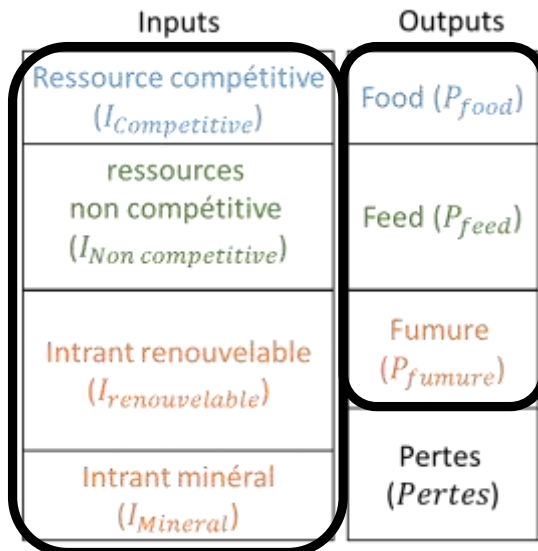 Inputs
Ressource compétitive
(I_Competitive)
ressources
non compétitive
(I_Non competitive)
Intrant renouvelable
(I_renouvelable)
Intrant minéral
(I_Mineral)
Outputs
Food (P_food)
Feed (P_feed)
Fumure
(P_fumure)
Pertes
(Pertes)